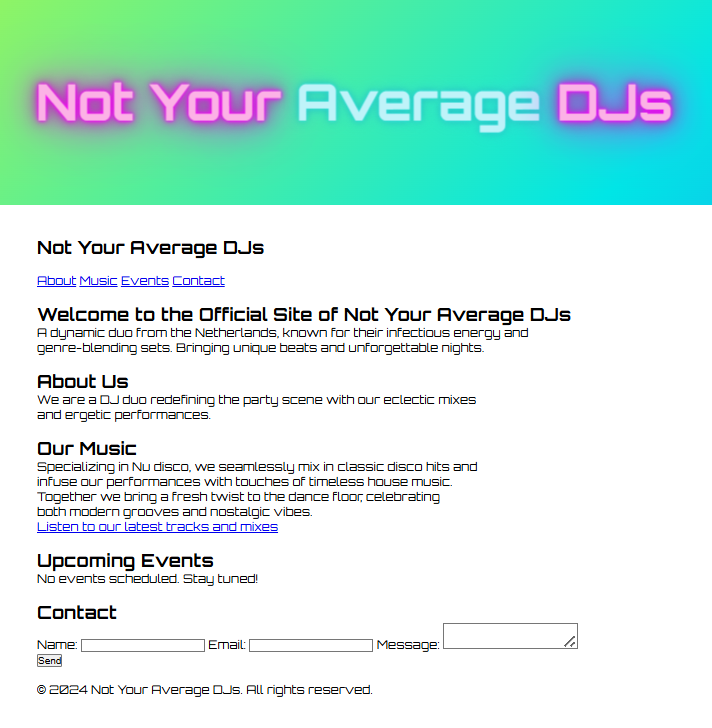 Not Your Average DJs
Not Your Average DJs
About Music Events Contact
Welcome to the Official Site of Not Your Average DJs
A dynamic duo from the Netherlands, known for their infectious energy and
genre-blending sets. Bringing unique beats and unforgettable nights.
About Us
We are a DJ duo redefining the party scene with our eclectic mixes
and ergetic performances.
Our Music
Specializing in Nu disco, we seamlessly mix in classic disco hits and
infuse our performances with touches of timeless house music.
Together we bring a fresh twist to the dance floor, celebrating
both modern grooves and nostalgic vibes.
Listen to our latest tracks and mixes
Upcoming Events
No events scheduled. Stay tuned!
Contact
Name: Email: Message:
Send
© 2024 Not Your Average DJs. All rights reserved.